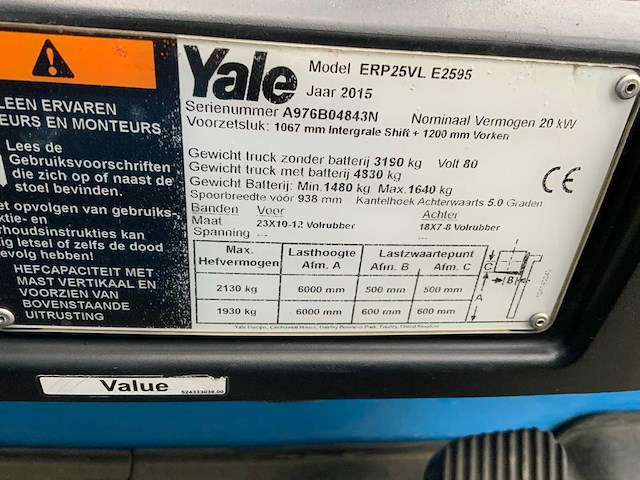 LEEN ERVAREN
EURS EN MONTEURS
Lees de
Gebruiksvoorschriften
die zich op of naast de
stoel bevinden.
et opvolgen van gebruiks-,
ktie- en
rhoudsinstrukties kan
ig letsel of zelfs de dood
evolg hebben!
HEFCAPACITEIT MET
MAST VERTIKAAL EN
VOORZIEN VAN
BOVENSTAANDE
UITRUSTING
Yale
Model ERP25VL E2595
Jaar 2015
Serienummer A976B04843N Nominaal Vermogen 20 kW
Voorzetstuk: 1067 mm Intergrale Shift + 1200 mm Vorken
Gewicht truck zonder batterij 3190 kg Volt 80
Gewicht truck met batterij 4830 kg
Gewicht Batterij: Min.1480 kg Max.1640 kg
Spoorbreedte vóór 938 mm Kantelhoek Achterwaarts 5.0 Graden
CE
Banden Voor Achter
Maat 23X10-12 Volrubber 18X7-8 Volrubber
Spanning --- ---
Max. Hefvermogen Lasthoogte Afm. A Lastzwaartepunt Afm. B Afm. C
2130 kg 6000 mm 500 mm 500 mm
1930 kg 6000 mm 600 mm 600 mm
C
B
A
Value
524333038.00